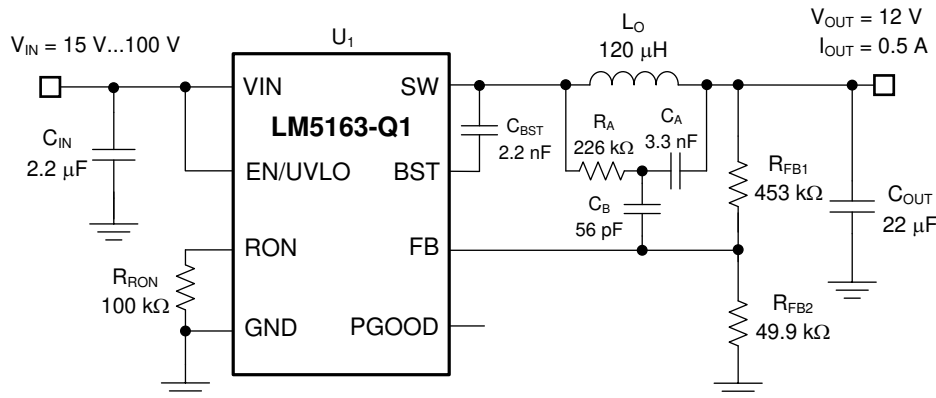 V_IN = 15 V...100 V
U_1
L_O
120 μH
V_OUT = 12 V
I_OUT = 0.5 A
VIN
SW
LM5163-Q1
C_IN
2.2 μF
EN/UVLO
BST
C_BST
2.2 nF
R_A
226 kΩ
C_A
3.3 nF
C_B
56 pF
R_FB1
453 kΩ
C_OUT
22 μF
RON
FB
R_RON
100 kΩ
GND
PGOOD
R_FB2
49.9 kΩ